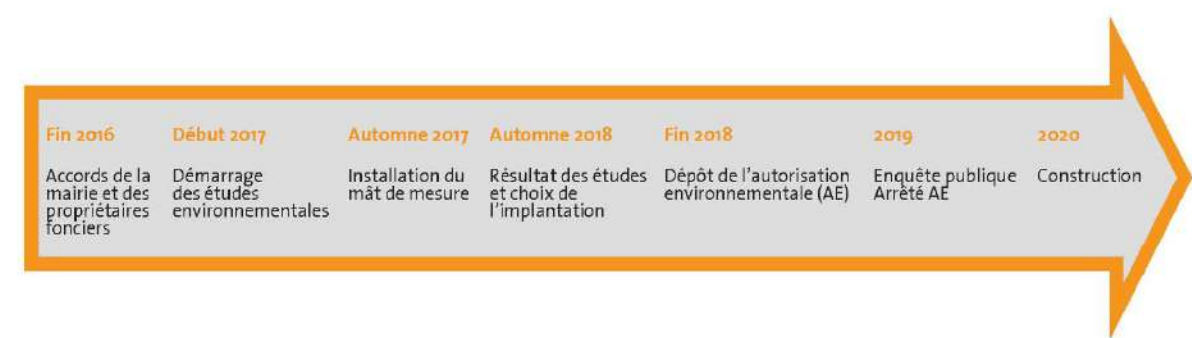 Fin 2016
Accords de la
mairie et des
propriétaires
fonciers
Début 2017
Démarrage
des études
environnementales
Automne 2017
Installation du
mât de mesure
Automne 2018
Résultat des études
et choix de
l'implantation
Fin 2018
Dépôt de l'autorisation
environnementale (AE)
2019
Enquête publique
Arrêté AE
2020
Construction